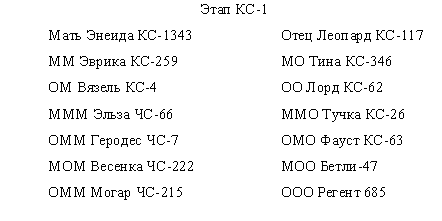 Этап КС-1
Мать Энеида КС-1343 Отец Леопард КС-117
ММ Эврика КС-259 МО Тина КС-346
ОМ Вязель КС-4 ОО Лорд КС-62
МММ Эльза ЧС-66 ММО Тучка КС-26
ОММ Геродес ЧС-7 ОМО Фауст КС-63
МОМ Весенка ЧС-222 МОО Бетли-47
ОММ Могар ЧС-215 ООО Регент 685